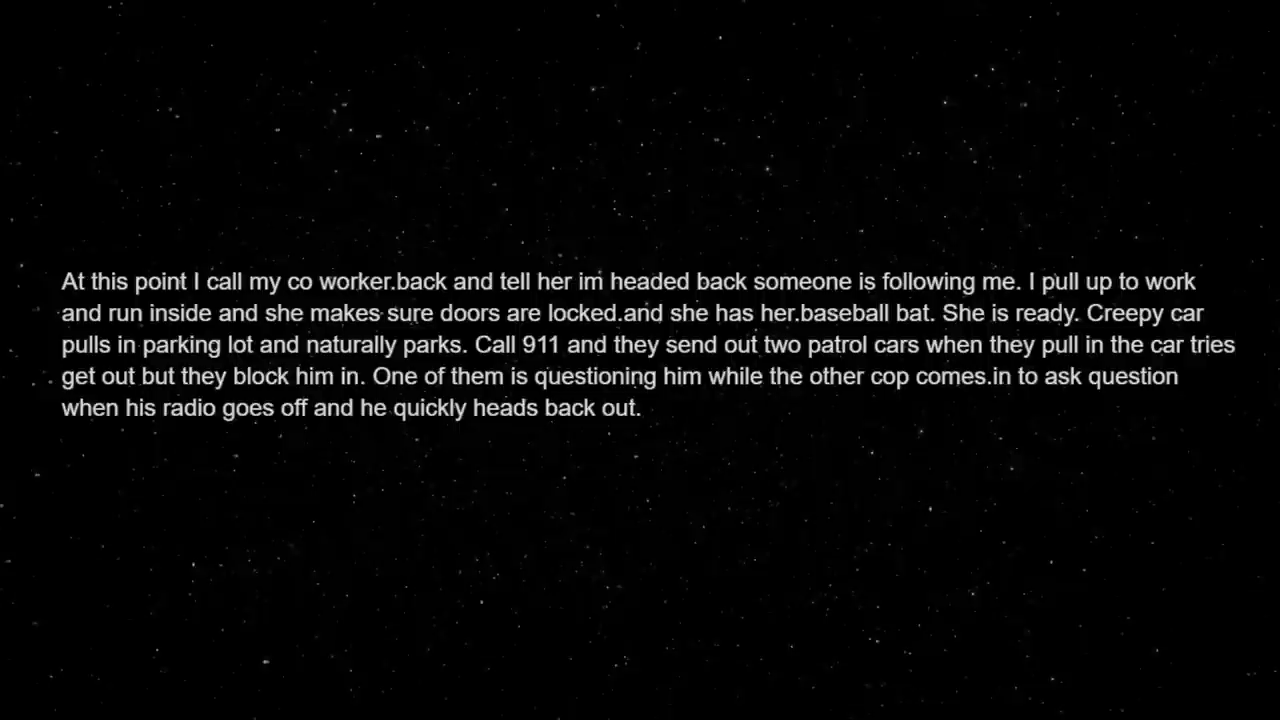 At this point I call my co worker.back and tell her im headed back someone is following me. I pull up to work
and run inside and she makes sure doors are locked.and she has her.baseball bat. She is ready. Creepy car
pulls in parking lot and naturally parks. Call 911 and they send out two patrol cars when they pull in the car tries
get out but they block him in. One of them is questioning him while the other cop comes.in to ask question
when his radio goes off and he quickly heads back out.